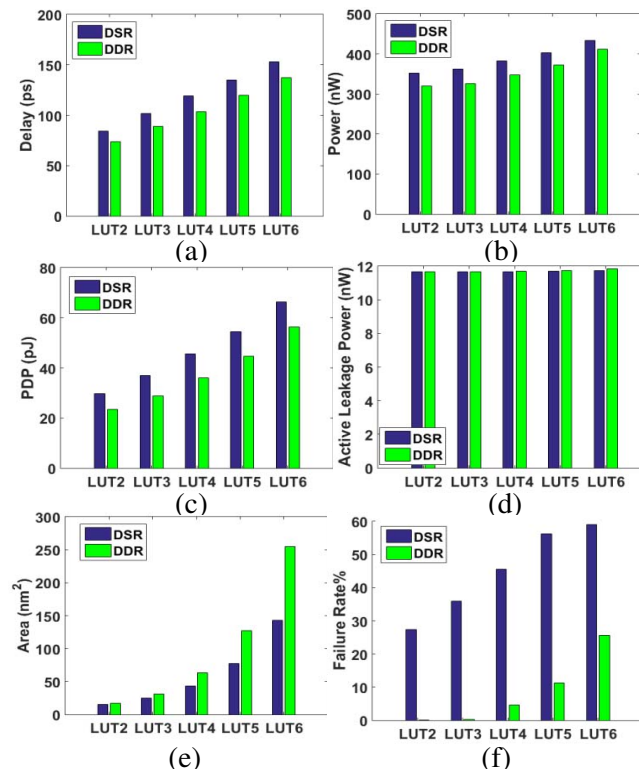 200
150
100
50
0
Delay (ps)
DSR
DDR
LUT2 LUT3 LUT4 LUT5 LUT6
(a)
500
400
300
200
100
0
Power (nW)
DSR
DDR
LUT2 LUT3 LUT4 LUT5 LUT6
(b)
80
60
40
20
0
PDP (pJ)
DSR
DDR
LUT2 LUT3 LUT4 LUT5 LUT6
(c)
12
10
8
6
4
2
0
Active Leakage Power (nW)
DSR
DDR
LUT2 LUT3 LUT4 LUT5 LUT6
(d)
300
250
200
150
100
50
0
Area (nm²)
DSR
DDR
LUT2 LUT3 LUT4 LUT5 LUT6
(e)
60
50
40
30
20
10
0
Failure Rate%
DSR
DDR
LUT2 LUT3 LUT4 LUT5 LUT6
(f)